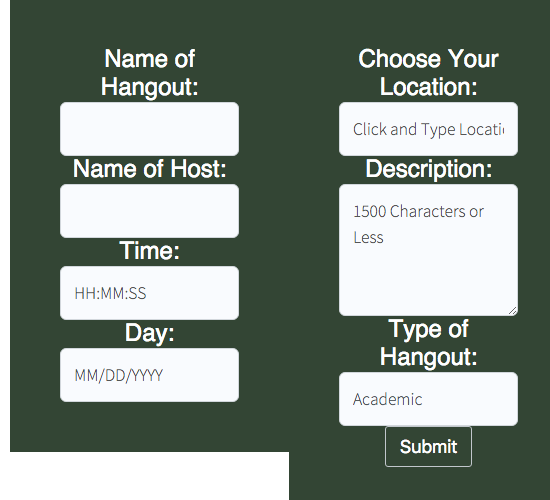 Name of
Hangout:
Name of Host:
Time:
HH:MM:SS
Day:
MM/DD/YYYY
Choose Your
Location:
Click and Type Locatio
Description:
1500 Characters or
Less
Type of
Hangout:
Academic
Submit